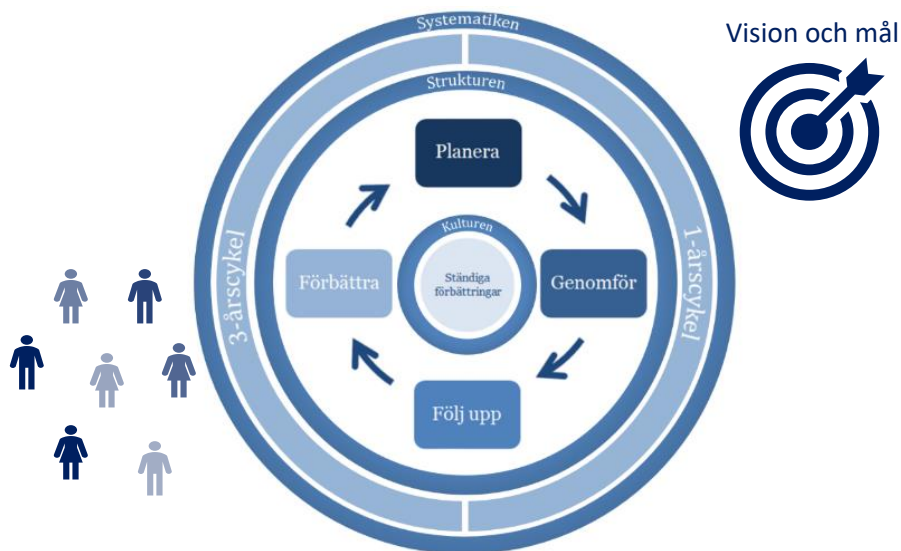 Systematiken
Vision och mål
Strukturen
Planera
Kulturen
3-årscykel
Förbättra
Ständiga
förbättringar
Genomför
1-årscykel
Följ upp